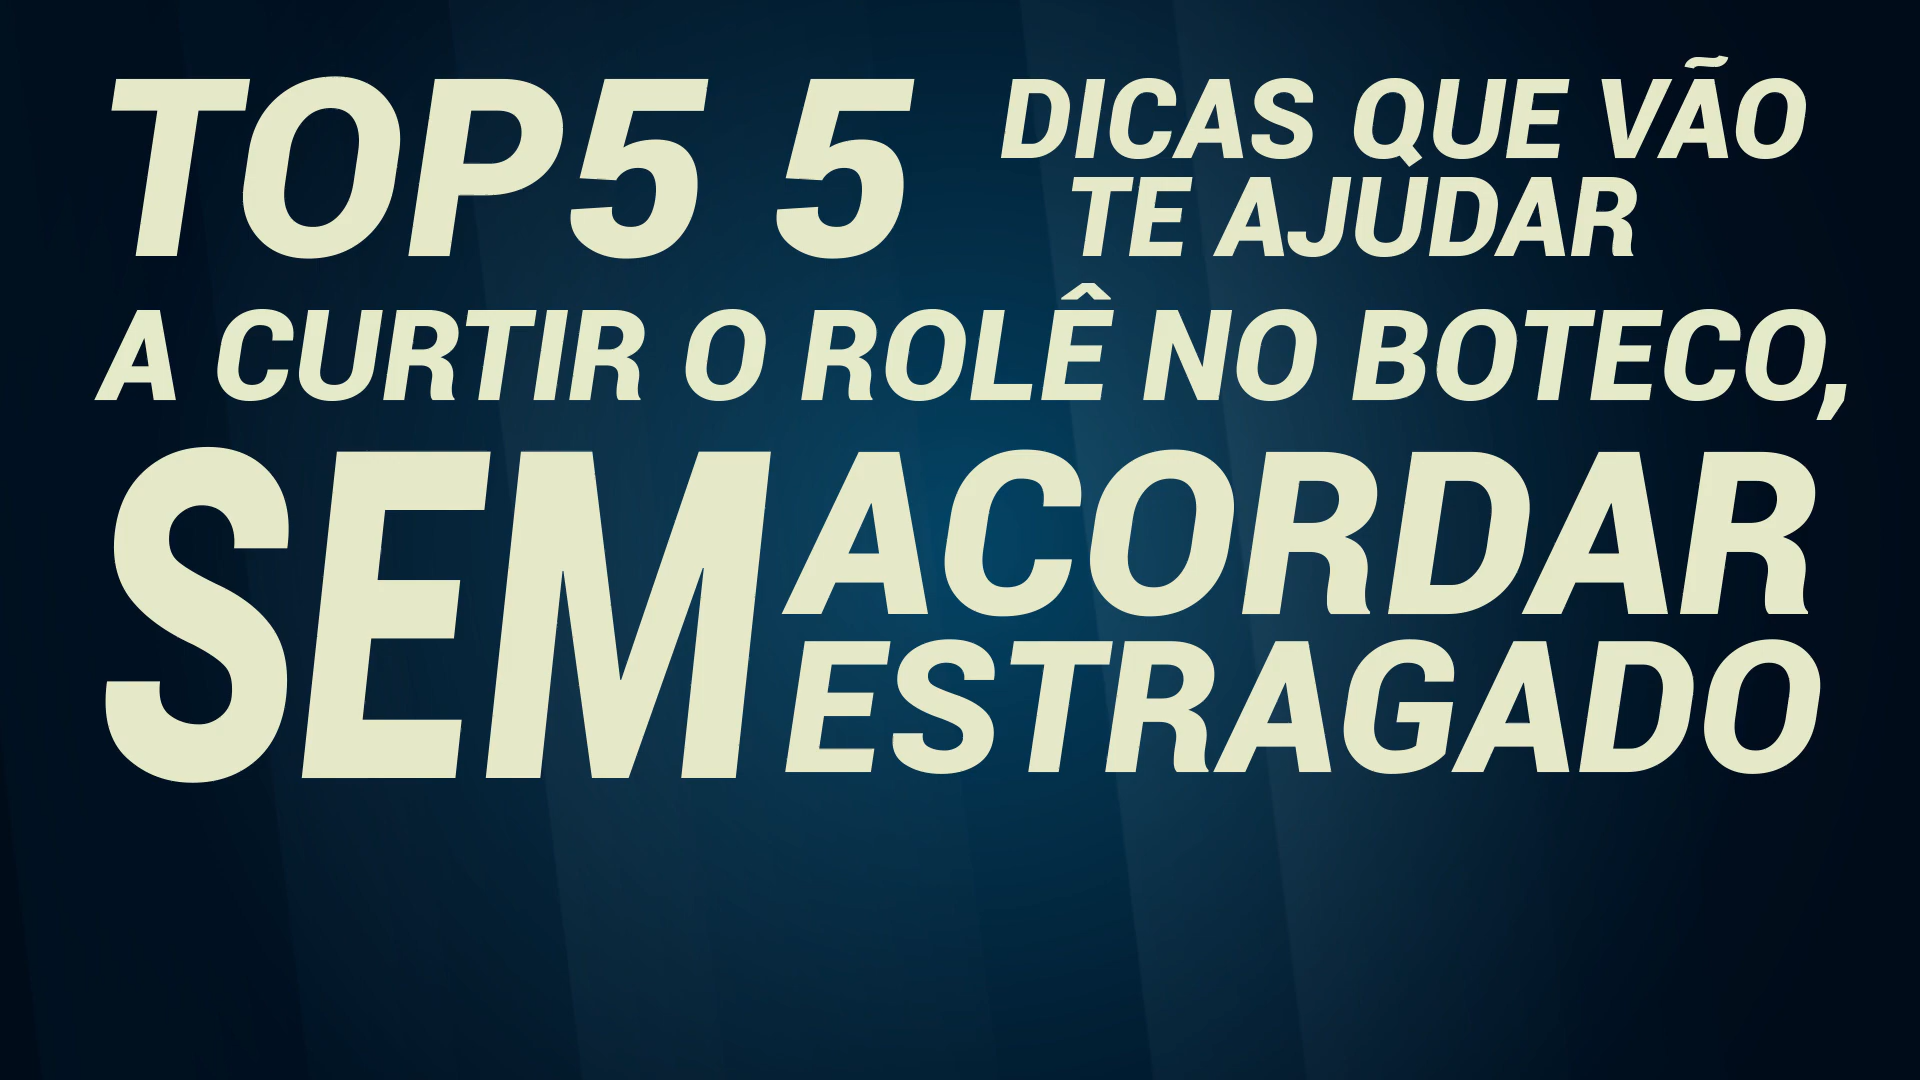 TOP5 5 DICAS QUE VÃO
TE AJUDAR
A CURTIR O ROLÊ NO BOTECO,
SEM ACORDAR
ESTRAGADO